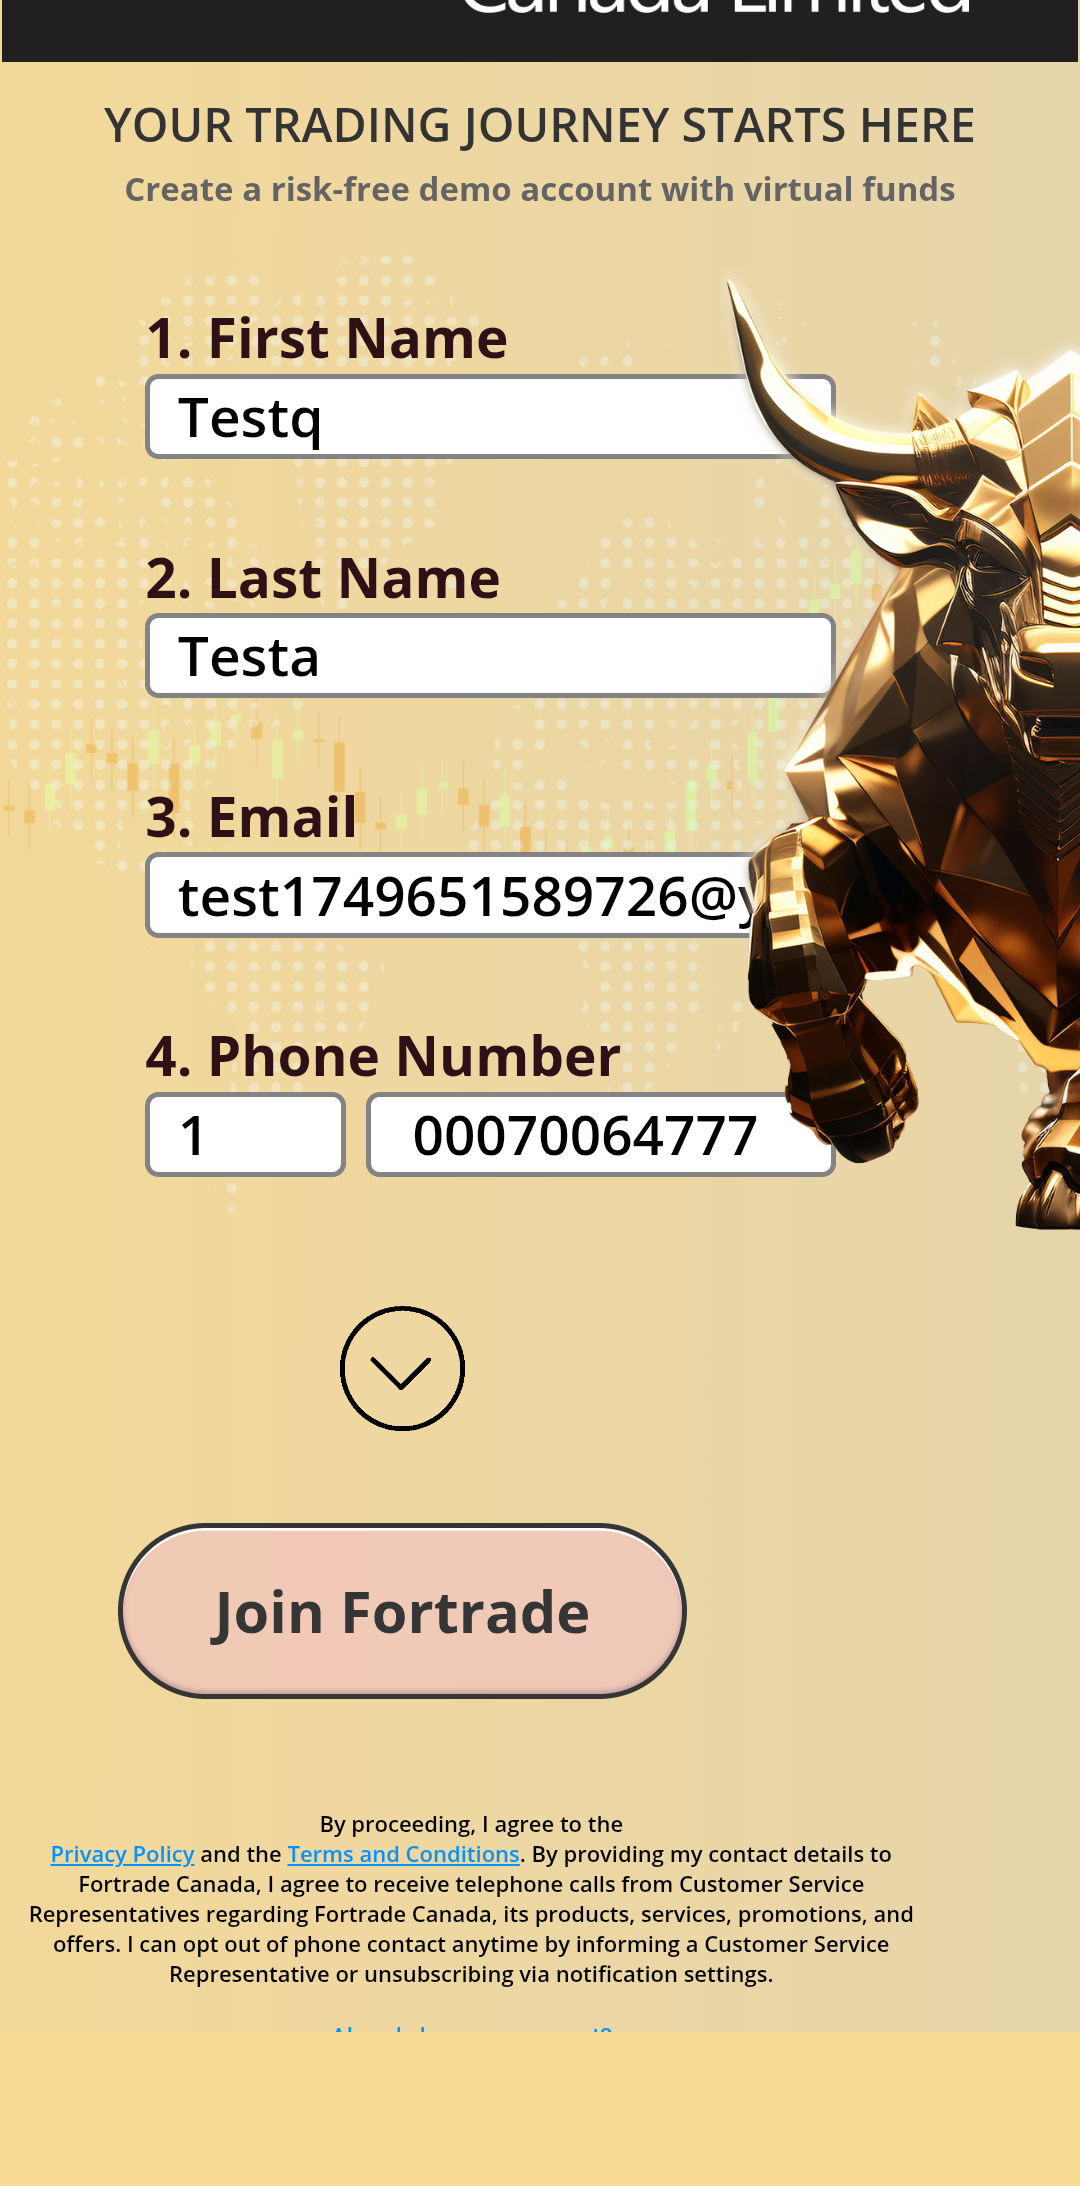 Canada Limited
YOUR TRADING JOURNEY STARTS HERE
Create a risk-free demo account with virtual funds
1. First Name
Testq
2. Last Name
Testa
3. Email
test1749651589726@y
4. Phone Number
1 00070064777
Join Fortrade
By proceeding, I agree to the
Privacy Policy and the Terms and Conditions. By providing my contact details to
Fortrade Canada, I agree to receive telephone calls from Customer Service
Representatives regarding Fortrade Canada, its products, services, promotions, and
offers. I can opt out of phone contact anytime by informing a Customer Service
Representative or unsubscribing via notification settings.